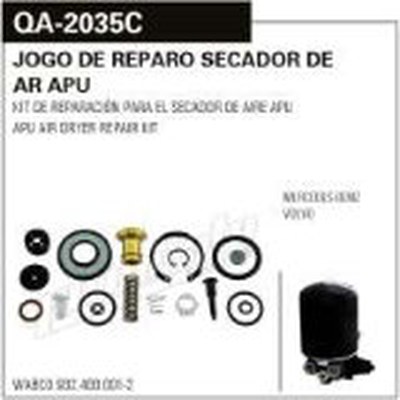 QA-2035C
JOGO DE REPARO SECADOR DE
AR APU
KIT DE REPARACIÓN PARA EL SECADOR DE AIRE APU
APU AIR DRYER REPAIR KIT
MERCEDES-BENZ
VOLVO
WABCO 932.400.001-2